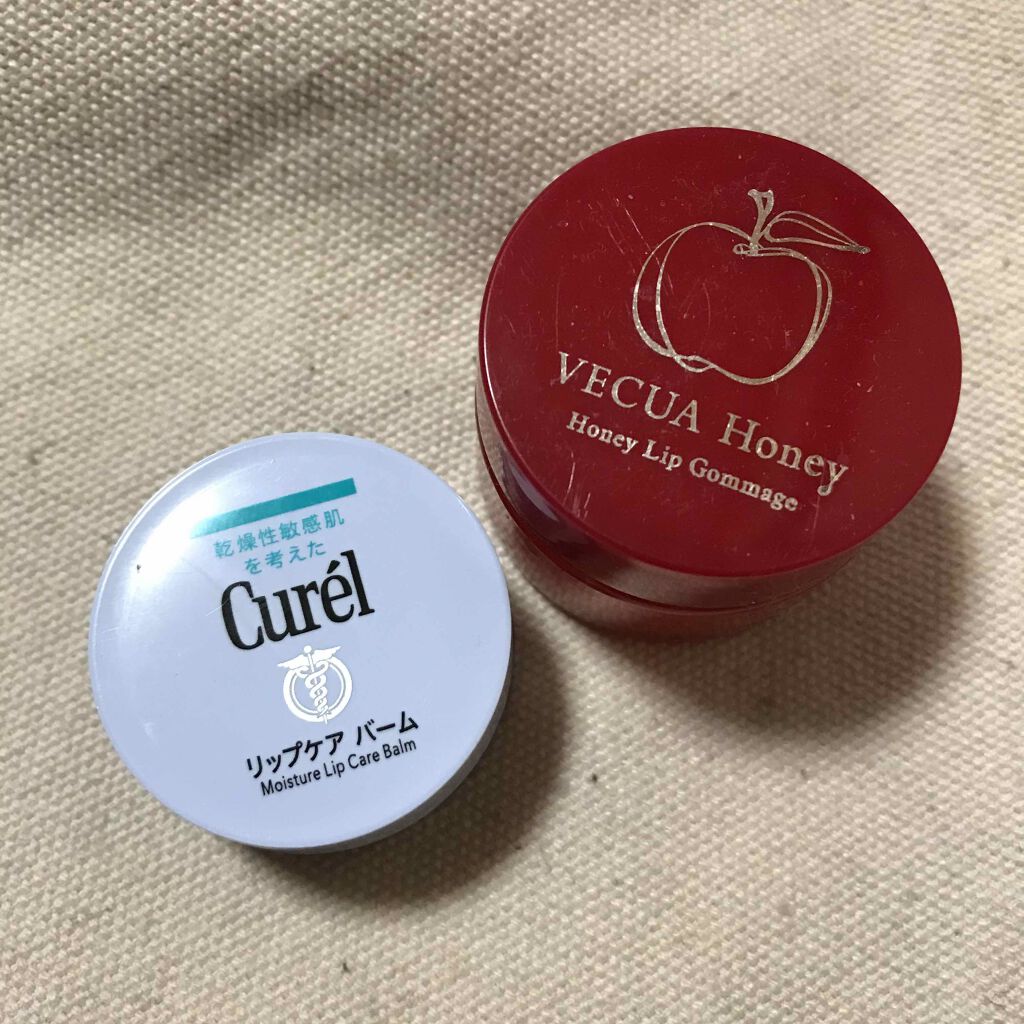 VECUA Honey
Honey Lip Gommage
乾燥性敏感肌
を考えた
Curél
リップケア バーム
Moisture Lip Care Balm